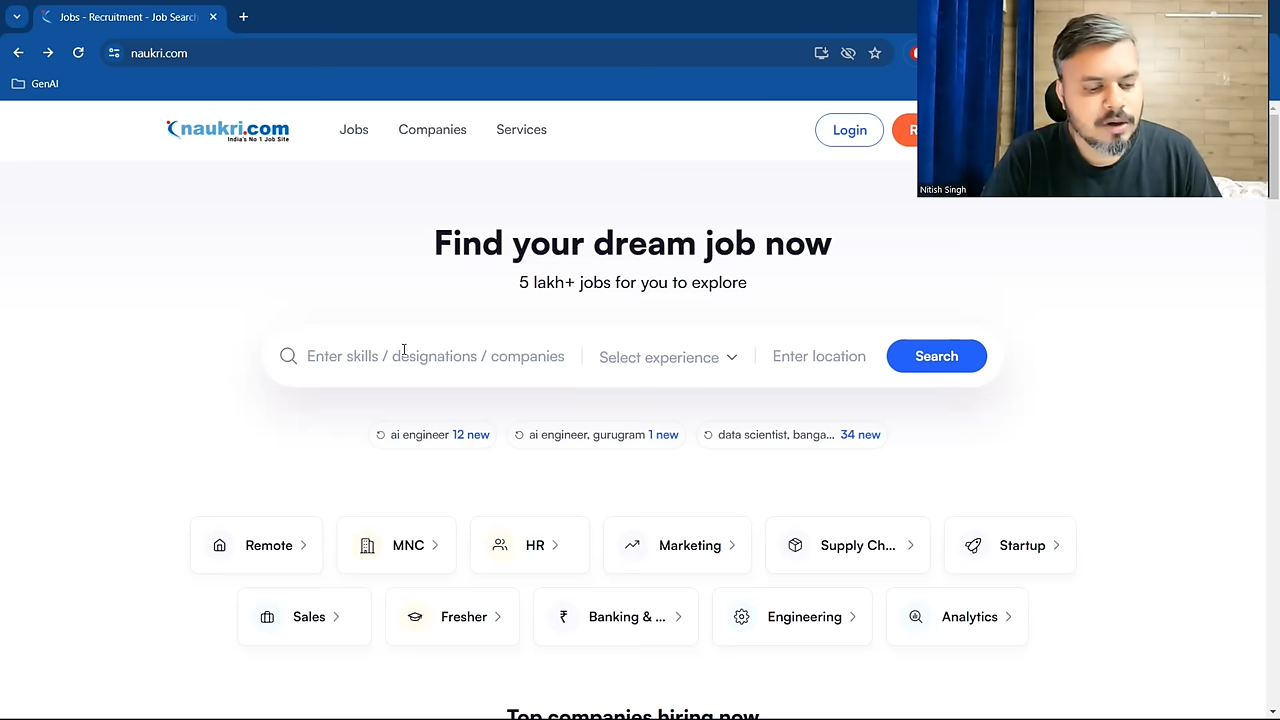 Jobs - Recruitment - Job Search
naukri.com
GenAI
naukri.com
India's No 1 Job Site
Jobs
Companies
Services
Login
R
Nitish Singh
Find your dream job now
5 lakh+ jobs for you to explore
Enter skills / designations / companies
Select experience
Enter location
Search
ai engineer 12 new
ai engineer, gurugram 1 new
data scientist, banga... 34 new
Remote
MNC
HR
Marketing
Supply Ch...
Startup
Sales
Fresher
Banking & ...
Engineering
Analytics
Top companies hiring now